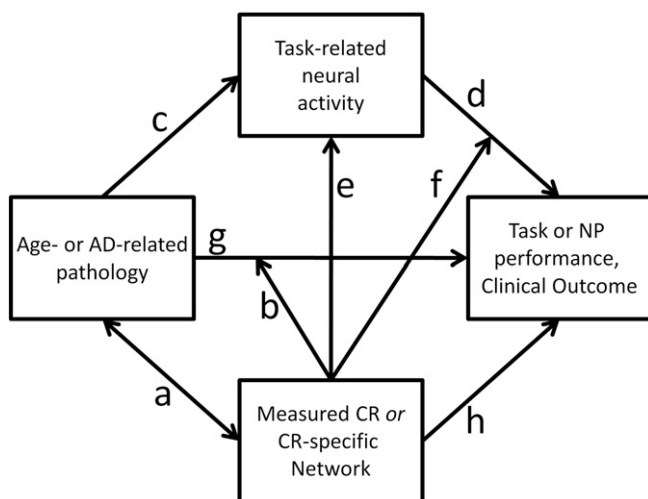 Task-related
neural
activity
c
d
e
f
Age- or AD-related
pathology
g
Task or NP
performance,
Clinical Outcome
b
a
Measured CR or
CR-specific
Network
h